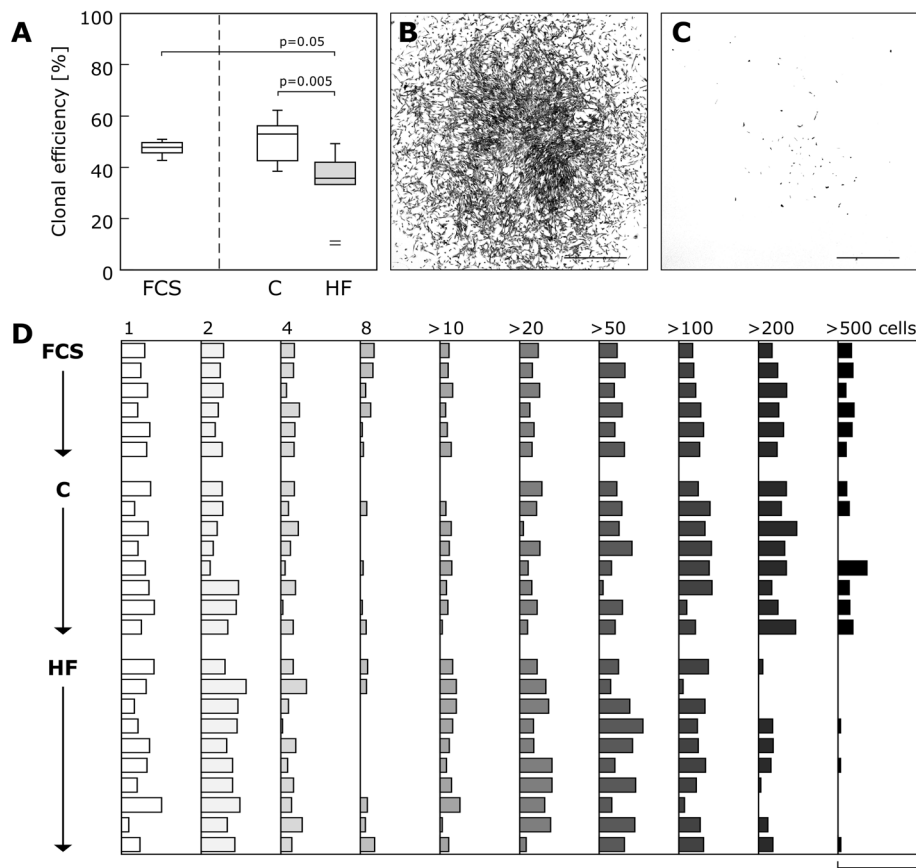 A
B
C
Clonal efficiency [%]
100
80
60
40
20
0
p=0.05
p=0.005
FCS
C
HF
D
1 2 4 8 >10 >20 >50 >100 >200 >500 cells
FCS
C
HF